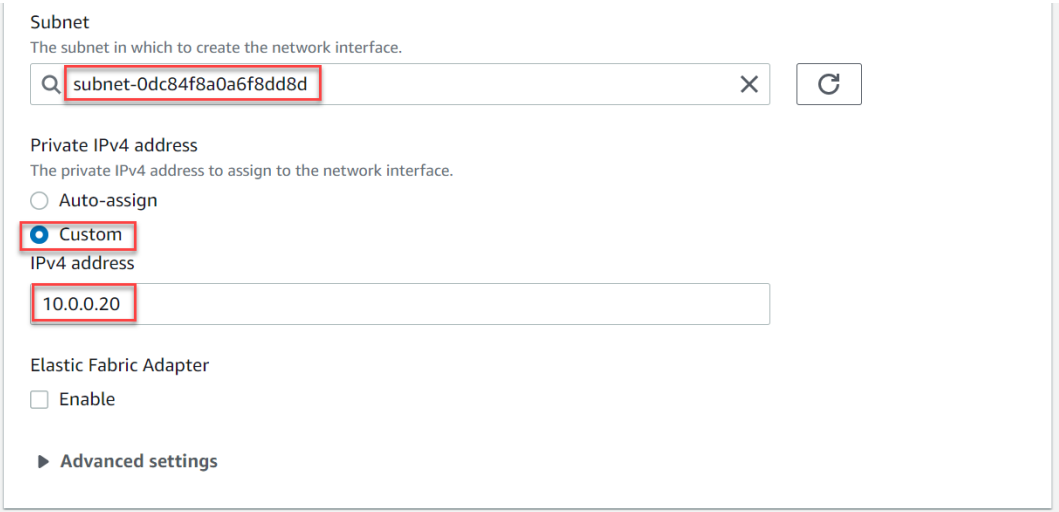 Subnet
The subnet in which to create the network interface.
subnet-0dc84f8a0a6f8dd8d
Private IPv4 address
The private IPv4 address to assign to the network interface.
Auto-assign
Custom
IPv4 address
10.0.0.20
Elastic Fabric Adapter
Enable
Advanced settings